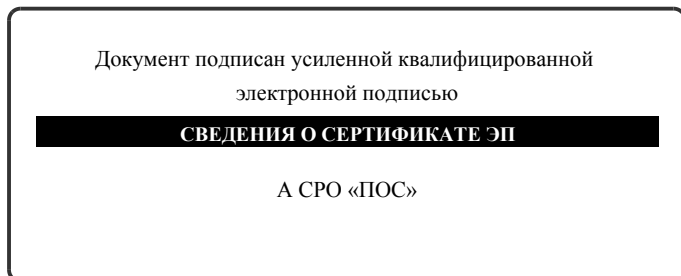 Документ подписан усиленной квалифицированной
электронной подписью
СВЕДЕНИЯ О СЕРТИФИКАТЕ ЭП
А СРО «ПОС»